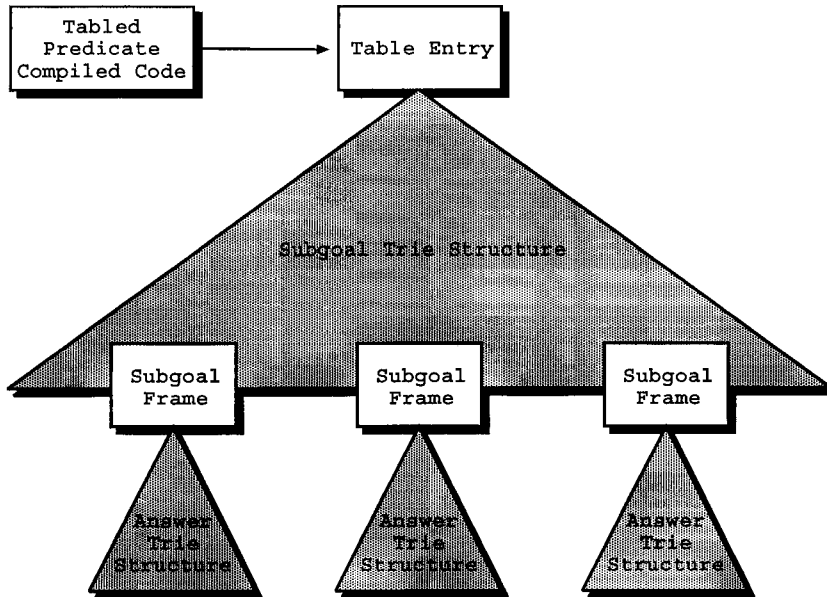 Tabled
Predicate
Compiled Code
Table Entry
Subgoal Trie Structure
Subgoal
Frame
Subgoal
Frame
Subgoal
Frame
Answer
Trie
Structure
Answer
Trie
Structure
Answer
Trie
Structure